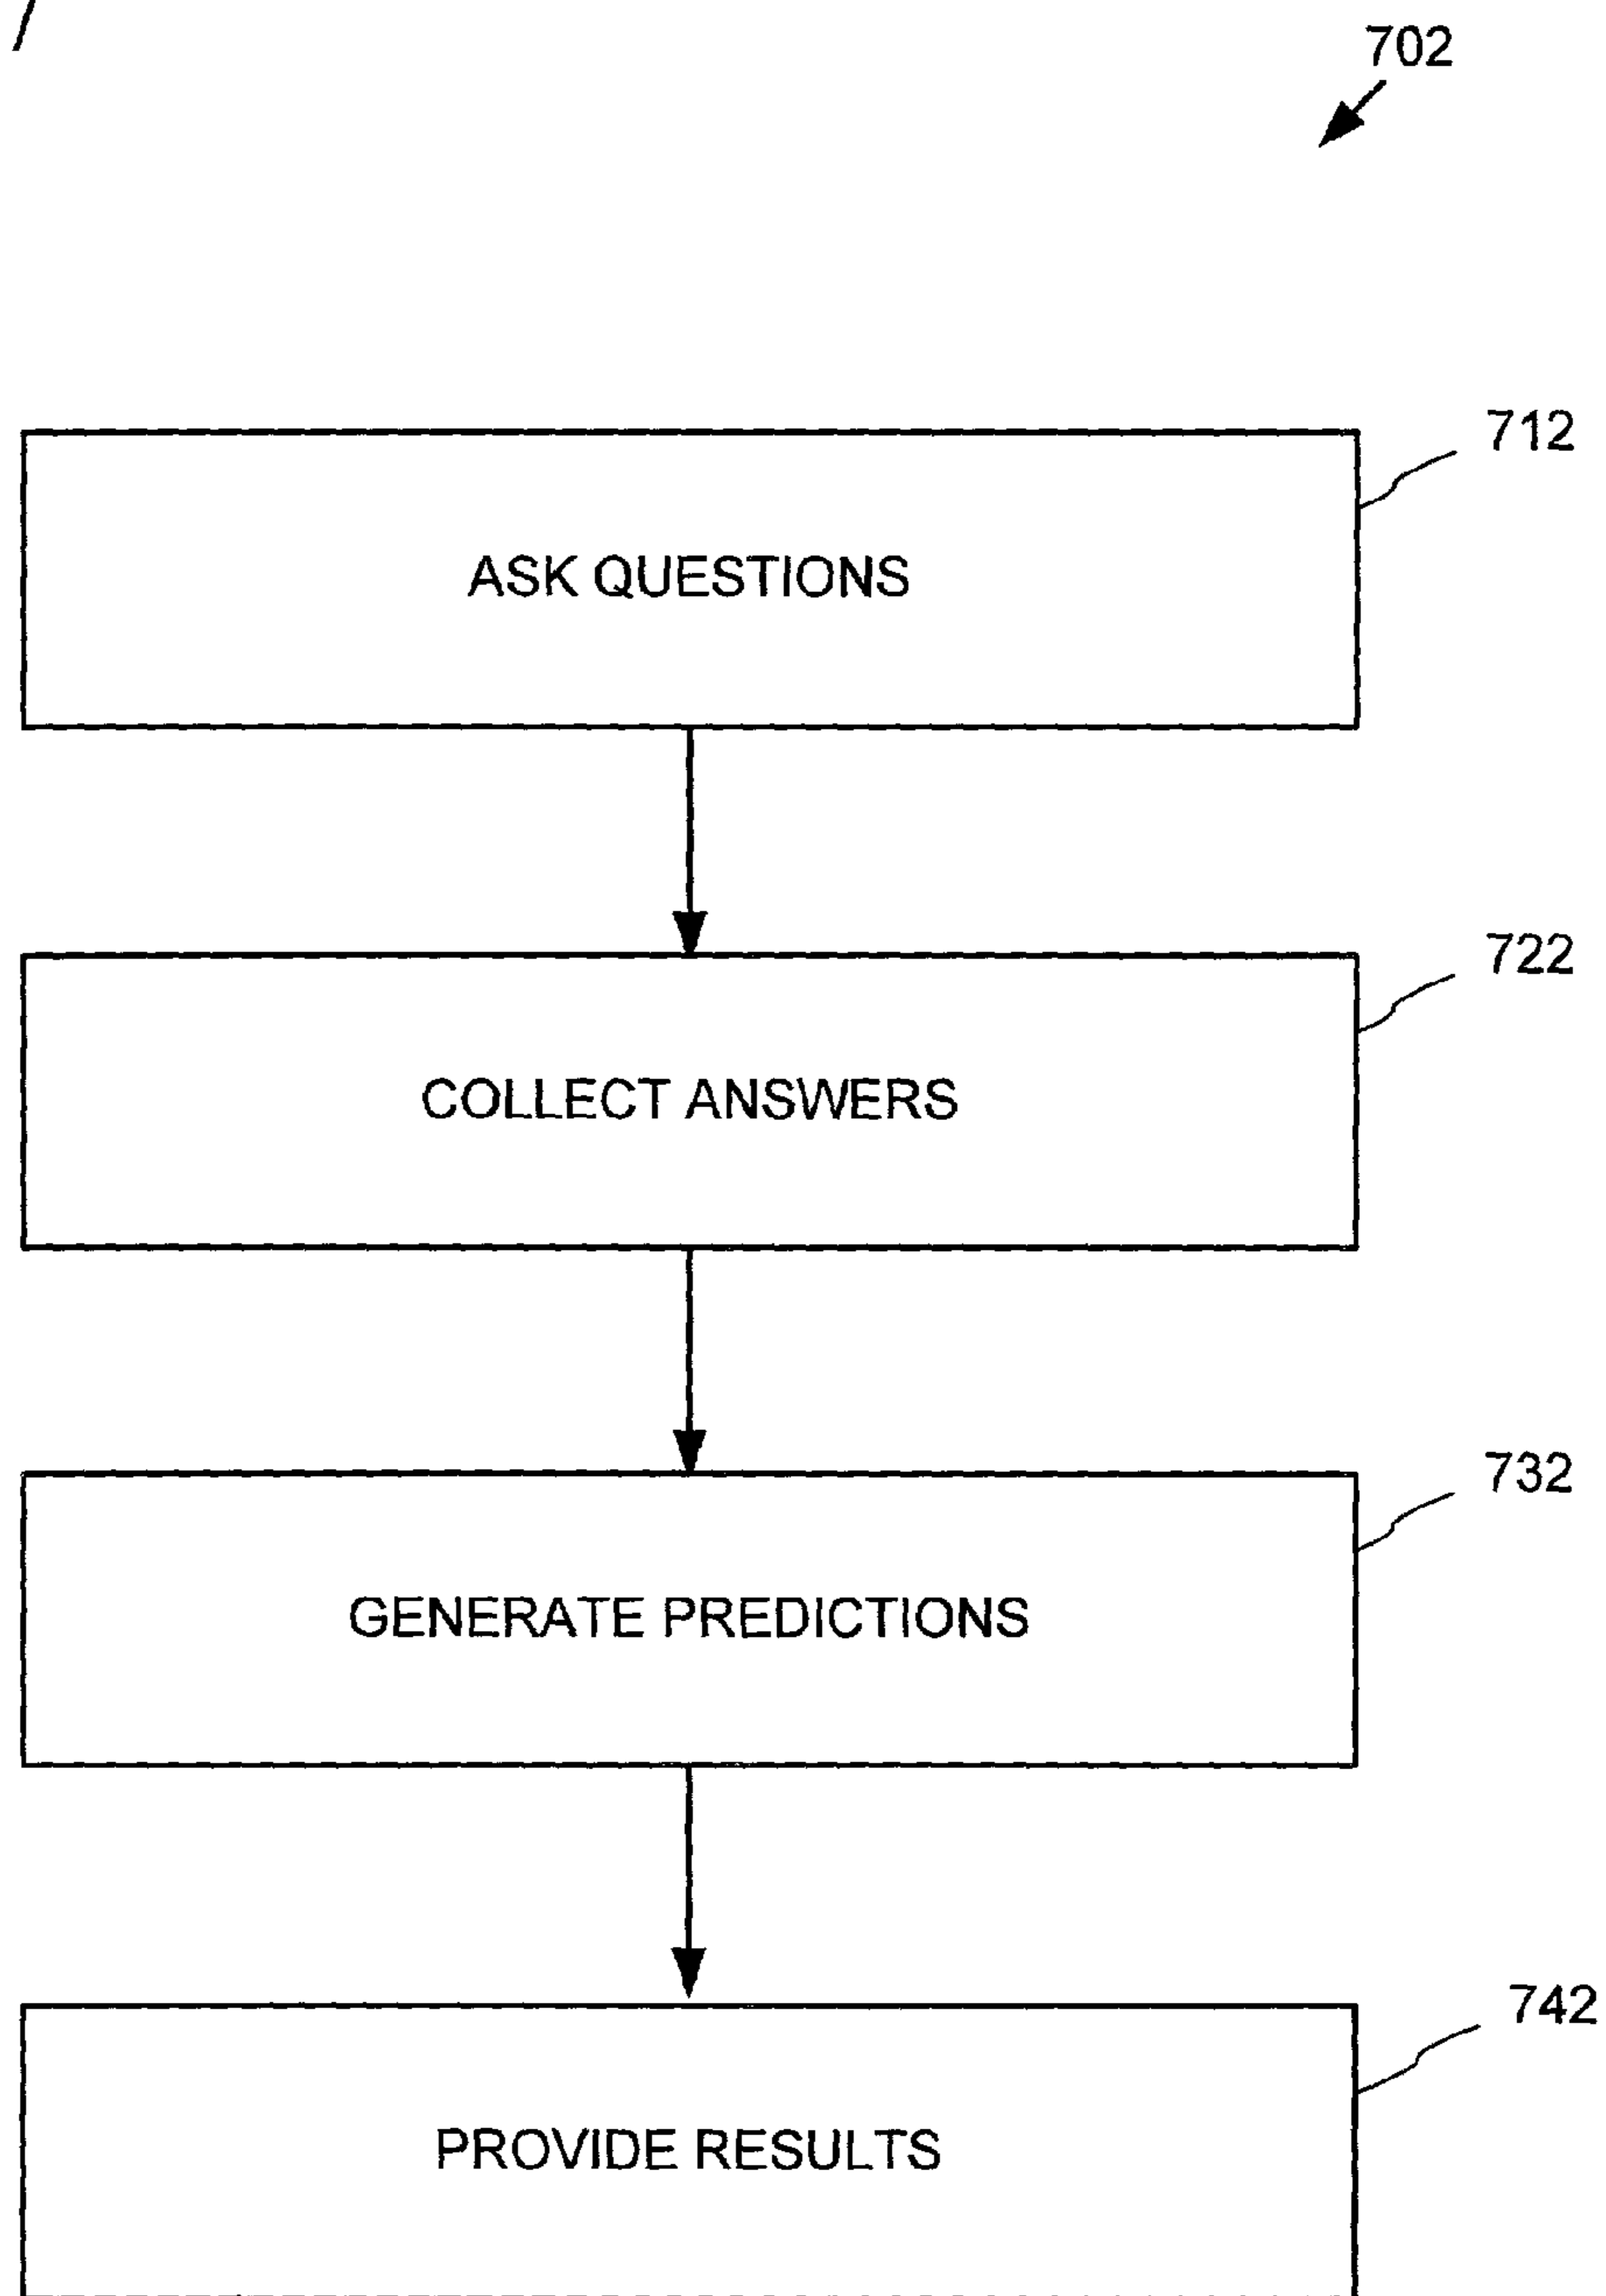 702
712
ASK QUESTIONS
722
COLLECT ANSWERS
732
GENERATE PREDICTIONS
742
PROVIDE RESULTS